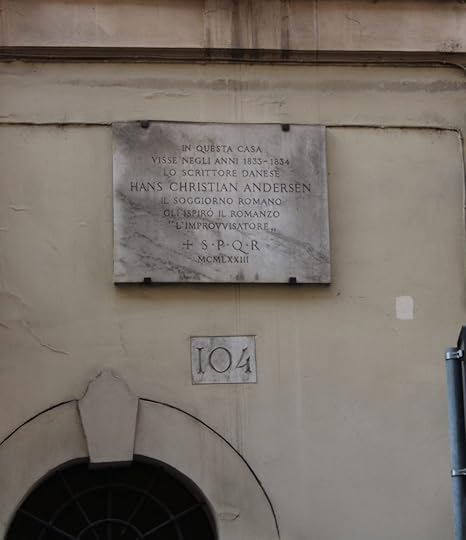 IN QUESTA CASA
VISSE NEGLI ANNI 1833-1834
LO SCRITTORE DANESE
HANS CHRISTIAN ANDERSEN
IL SOGGIORNO ROMANO
GLI ISPIRÓ IL ROMANZO
"L'IMPROVVISATORE„
+ S·P·Q·R
MCMLXXIII
104